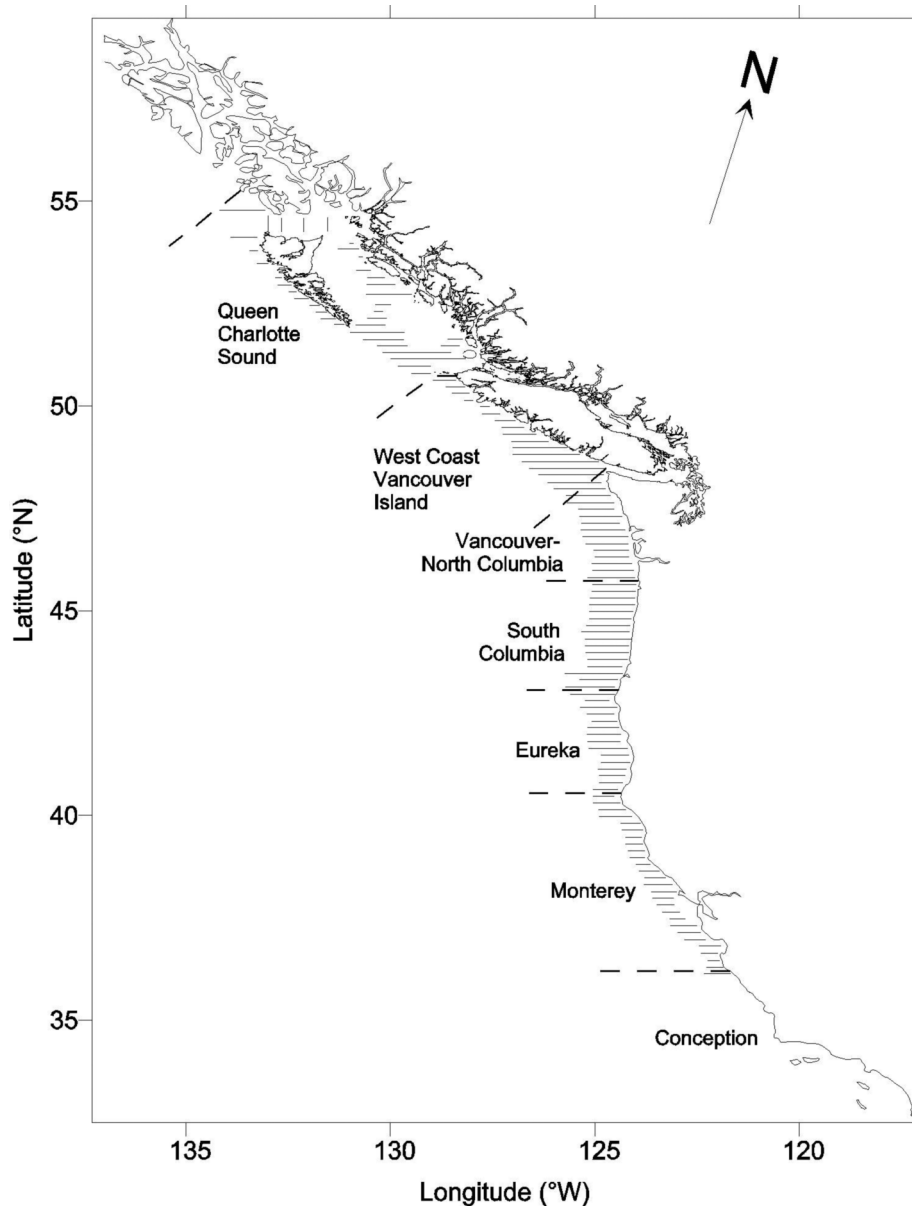 N
55
Queen
Charlotte
Sound
50
West Coast
Vancouver
Island
Vancouver-
North Columbia
45
South
Columbia
Eureka
40
Monterey
35
Conception
Latitude (°N)
135
130
125
120
Longitude (°W)